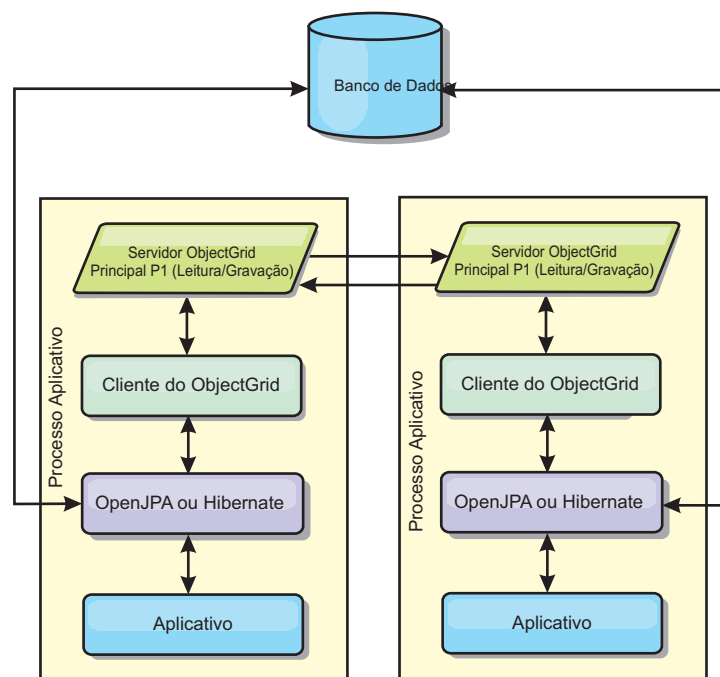 Banco de Dados
Servidor ObjectGrid
Principal P1 (Leitura/Gravação)
Servidor ObjectGrid
Principal P1 (Leitura/Gravação)
Processo Aplicativo
Cliente do ObjectGrid
Processo Aplicativo
Cliente do ObjectGrid
OpenJPA ou Hibernate
OpenJPA ou Hibernate
Aplicativo
Aplicativo